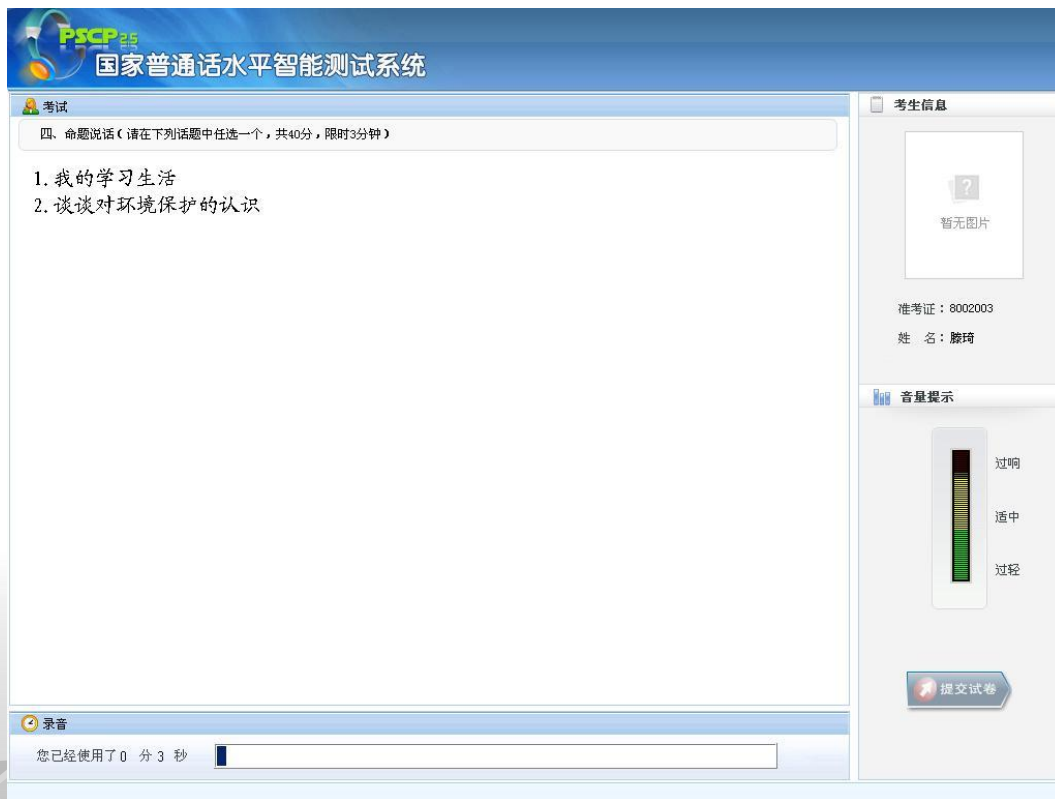 PSCP2.5
国家普通话水平智能测试系统
考试
四、命题说话(请在下列话题中任选一个,共40分,限时3分钟)
1.我的学习生活
2.谈谈对环境保护的认识
录音
您已经使用了0 分 3 秒
考生信息
?
暂无图片
准考证:8002003
姓 名:滕琦
音量提示
过响
适中
过轻
提交试卷